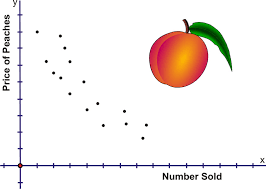 y
Price of Peaches
x
Number Sold